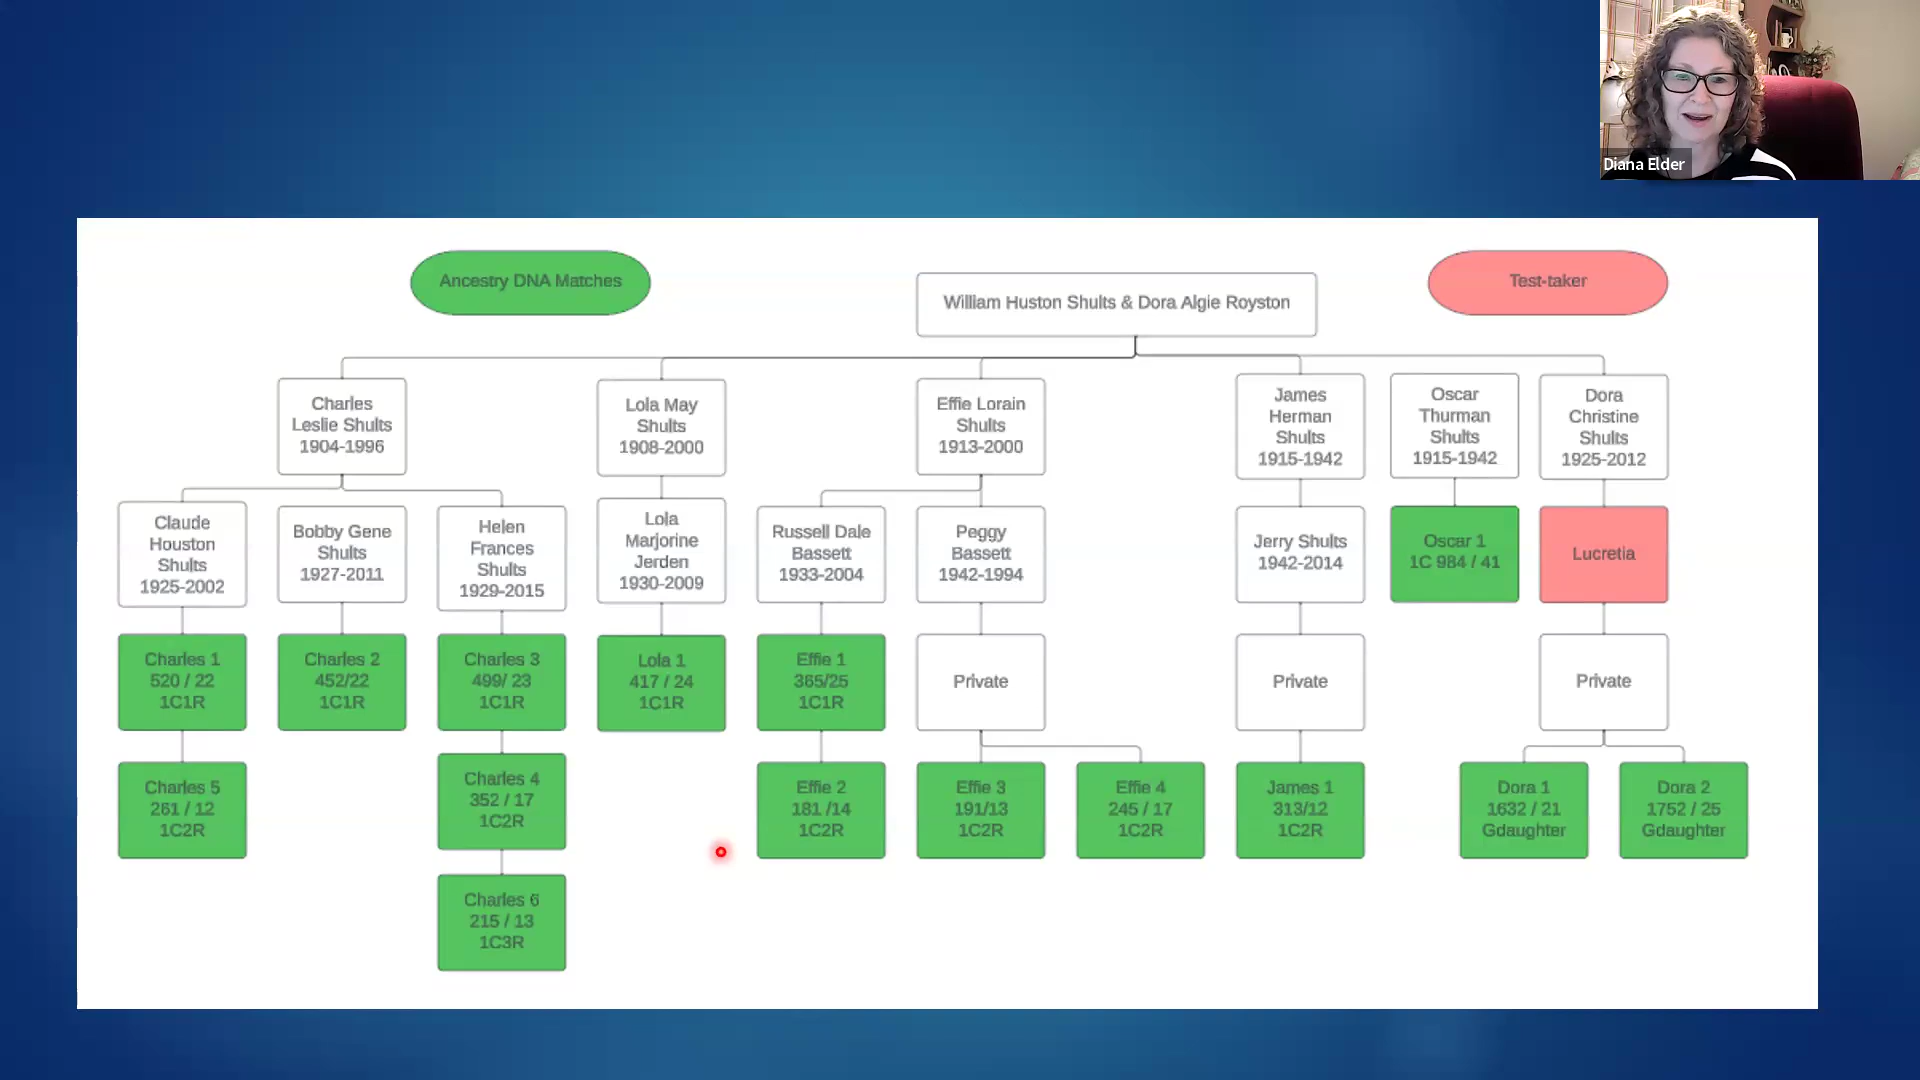 Diana Elder
Ancestry DNA Matches
William Huston Shults & Dora Algie Royston
Test-taker
Charles
Leslie Shults
1904-1996
Lola May
Shults
1908-2000
Effie Lorain
Shults
1913-2000
James
Herman
Shults
1915-1942
Oscar
Thurman
Shults
1915-1942
Dora
Christine
Shults
1925-2012
Claude
Houston
Shults
1925-2002
Bobby Gene
Shults
1927-2011
Helen
Frances
Shults
1929-2015
Lola
Marjorine
Jerden
1930-2009
Russell Dale
Bassett
1933-2004
Peggy
Bassett
1942-1994
Jerry Shults
1942-2014
Oscar 1
1C 984 / 41
Lucretia
Charles 1
520 / 22
1C1R
Charles 2
452/22
1C1R
Charles 3
499/ 23
1C1R
Lola 1
417 / 24
1C1R
Effie 1
365/25
1C1R
Private
Private
Private
Charles 5
261 / 12
1C2R
Charles 4
352 / 17
1C2R
Effie 2
181 /14
1C2R
Effie 3
191/13
1C2R
Effie 4
245 / 17
1C2R
James 1
313/12
1C2R
Dora 1
1632 / 21
Gdaughter
Dora 2
1752 / 25
Gdaughter
Charles 6
215 / 13
1C3R